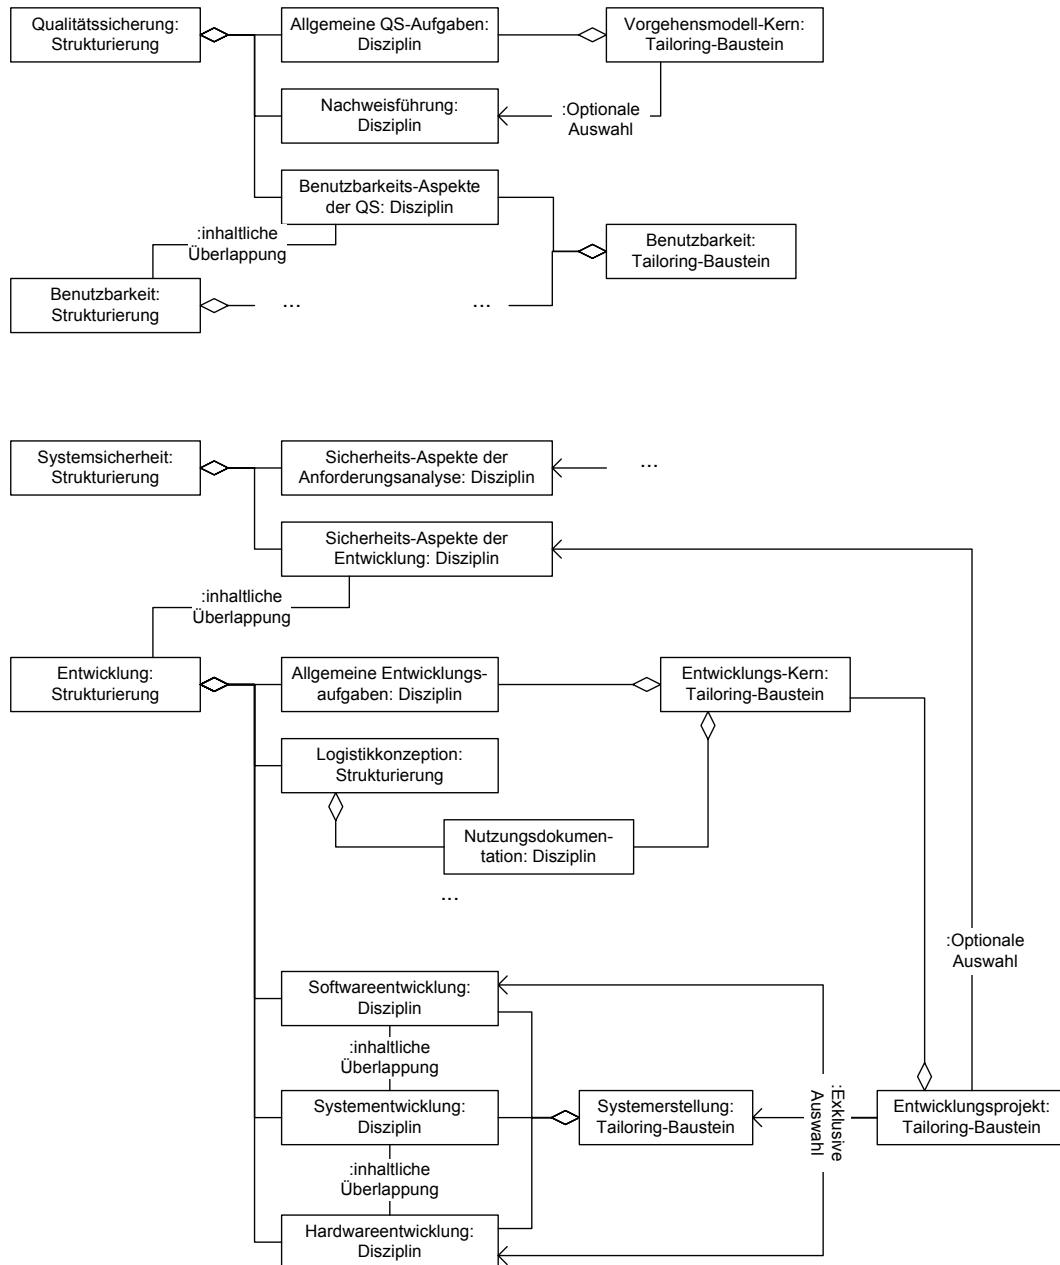 Qualitätssicherung:
Strukturierung
Allgemeine QS-Aufgaben:
Disziplin
Vorgehensmodell-Kern:
Tailoring-Baustein
Nachweisführung:
Disziplin
:Optionale
Auswahl
Benutzbarkeits-Aspekte
der QS: Disziplin
:inhaltliche
Überlappung
Benutzbarkeit:
Tailoring-Baustein
Benutzbarkeit:
Strukturierung
...
...
Systemsicherheit:
Strukturierung
Sicherheits-Aspekte der
Anforderungsanalyse: Disziplin
...
Sicherheits-Aspekte der
Entwicklung: Disziplin
:inhaltliche
Überlappung
Entwicklung:
Strukturierung
Allgemeine Entwicklungs-
aufgaben: Disziplin
Entwicklungs-Kern:
Tailoring-Baustein
Logistikkonzeption:
Strukturierung
Nutzungsdokumen-
tation: Disziplin
...
:Optionale
Auswahl
Softwareentwicklung:
Disziplin
:inhaltliche
Überlappung
Systementwicklung:
Disziplin
Systemerstellung:
Tailoring-Baustein
:Exklusive
Auswahl
Entwicklungsprojekt:
Tailoring-Baustein
:inhaltliche
Überlappung
Hardwareentwicklung:
Disziplin